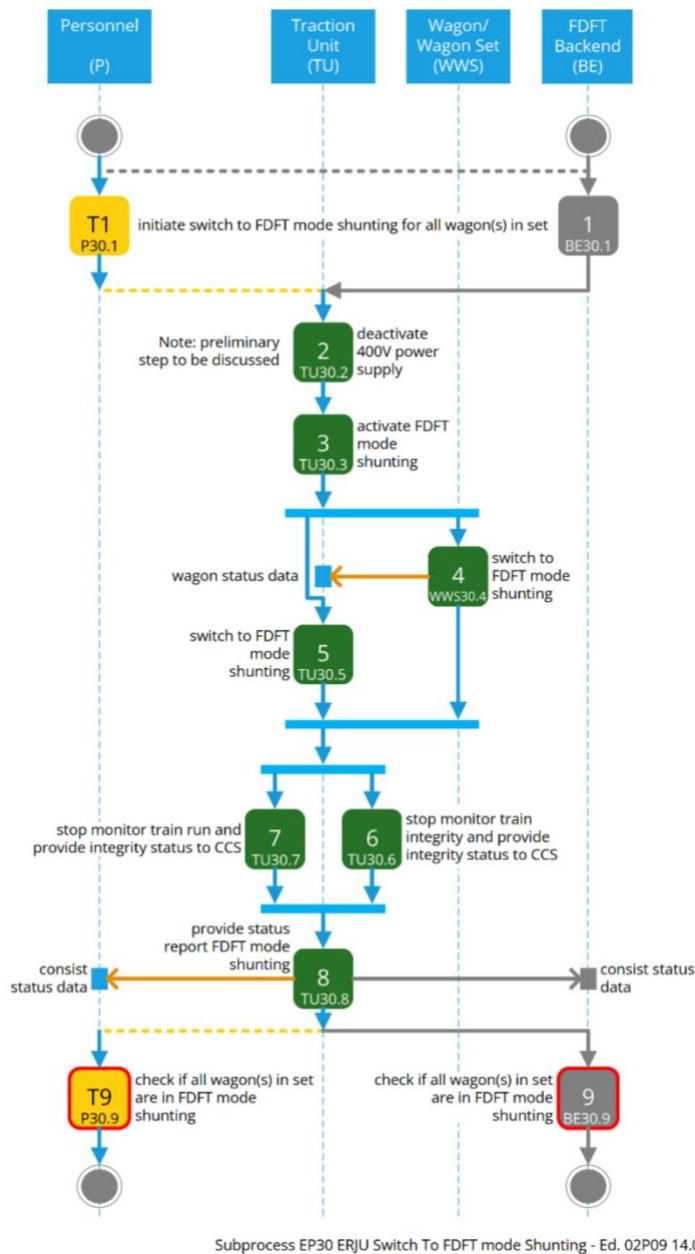 Personnel
(P)
Traction
Unit
(TU)
Wagon/
Wagon Set
(WWS)
FDFT
Backend
(BE)
T1
P30.1
initiate switch to FDFT mode shunting for all wagon(s) in set
1
BE30.1
Note: preliminary
step to be discussed
2
TU30.2
deactivate
400V power
supply
3
TU30.3
activate FDFT
mode
shunting
wagon status data
4
WWS30.4
switch to
FDFT mode
shunting
switch to FDFT
mode
shunting
5
TU30.5
stop monitor train run and
provide integrity status to CCS
7
TU30.7
6
TU30.6
stop monitor train
integrity and provide
integrity status to CCS
provide status
report FDFT mode
shunting
consist
status data
8
TU30.8
consist status
data
T9
P30.9
check if all wagon(s) in set
are in FDFT mode
shunting
check if all wagon(s) in set
are in FDFT mode
shunting
9
BE30.9
Subprocess EP30 ERJU Switch To FDFT mode Shunting - Ed. 02P09 14.0